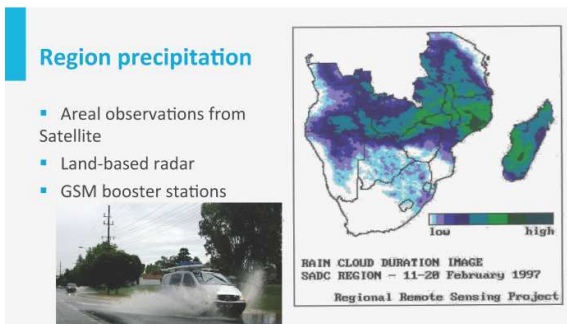 Region precipitation
Areal observations from
Satellite
Land-based radar
GSM booster stations
low high
RAIN CLOUD DURATION IMAGE
SADC REGION - 11-20 February 1997
Regional Remote Sensing Project